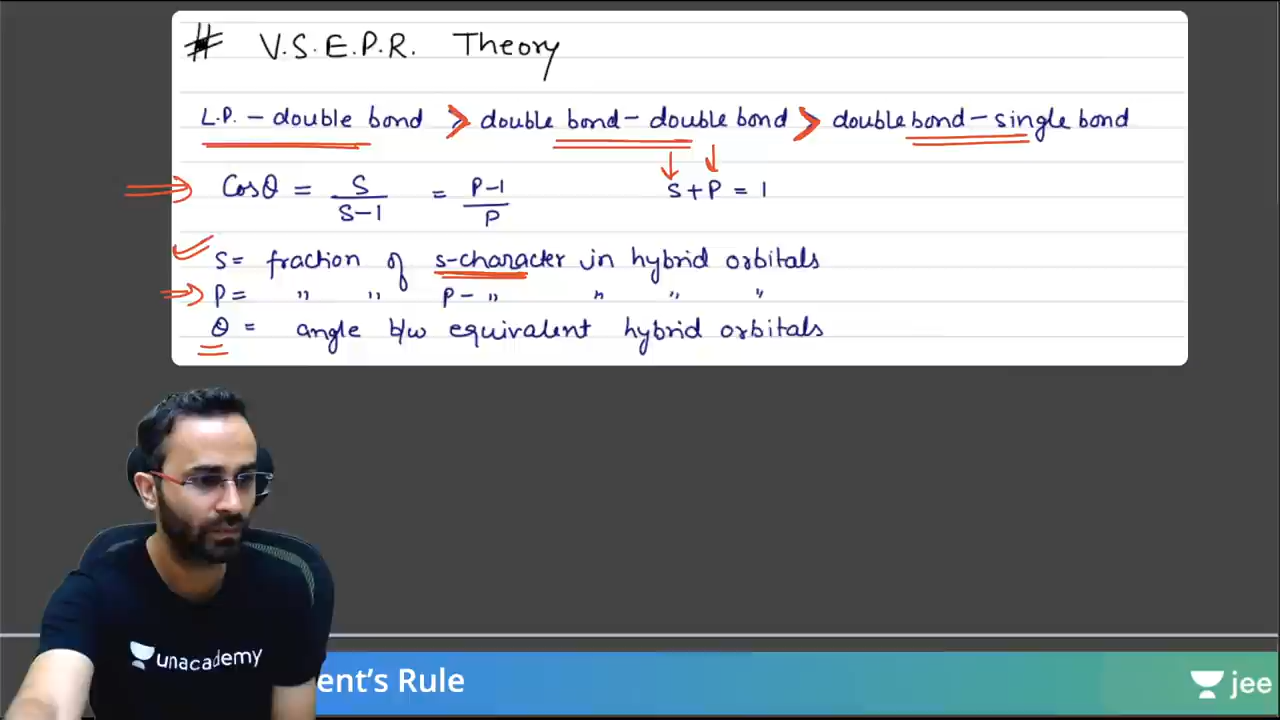 # V.S.E.P.R. Theory
L.P. - double bond > double bond - double bond > double bond - single bond
Cosθ = S/S-1 = P-1/P S+P = 1
S = fraction of s-character in hybrid orbitals
P = " " P- " " " "
θ = angle b/w equivalent hybrid orbitals
unacademy
ent's Rule
jee